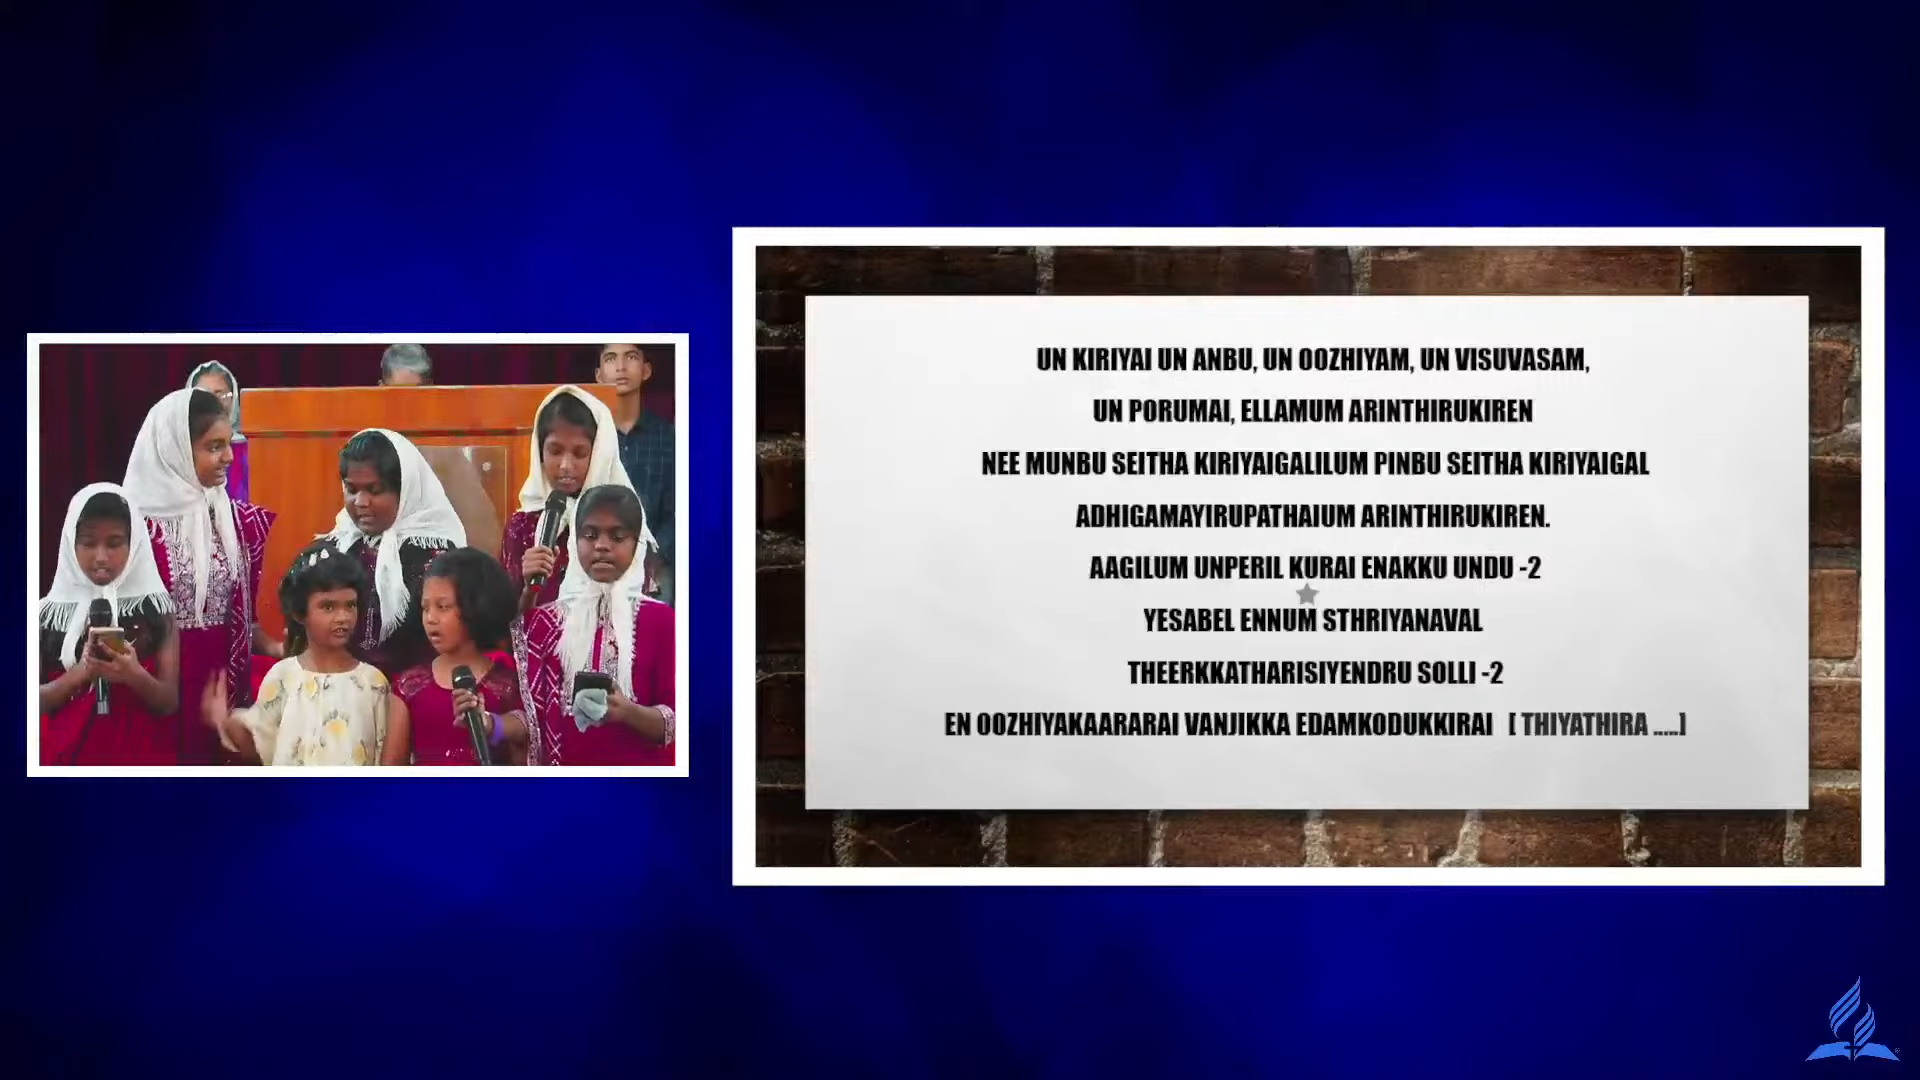 UN KIRIYAI UN ANBU, UN OOZHIYAM, UN VISUVASAM,
UN PORUMAI, ELLAMUM ARINTHIRUKIREN
NEE MUNBU SEITHA KIRIYAIGALILUM PINBU SEITHA KIRIYAIGAL
ADHIGAMAYIRUPATHAIUM ARINTHIRUKIREN.
AAGILUM UNPERIL KURAI ENAKKU UNDU -2
YESABEL ENNUM STHRIYANAVAL
THEERKKATHARISIYENDRU SOLLI -2
EN OOZHIYAKAARARAI VANJIKKA EDAMKODUKKIRAI [ THIYATHIRA .....]